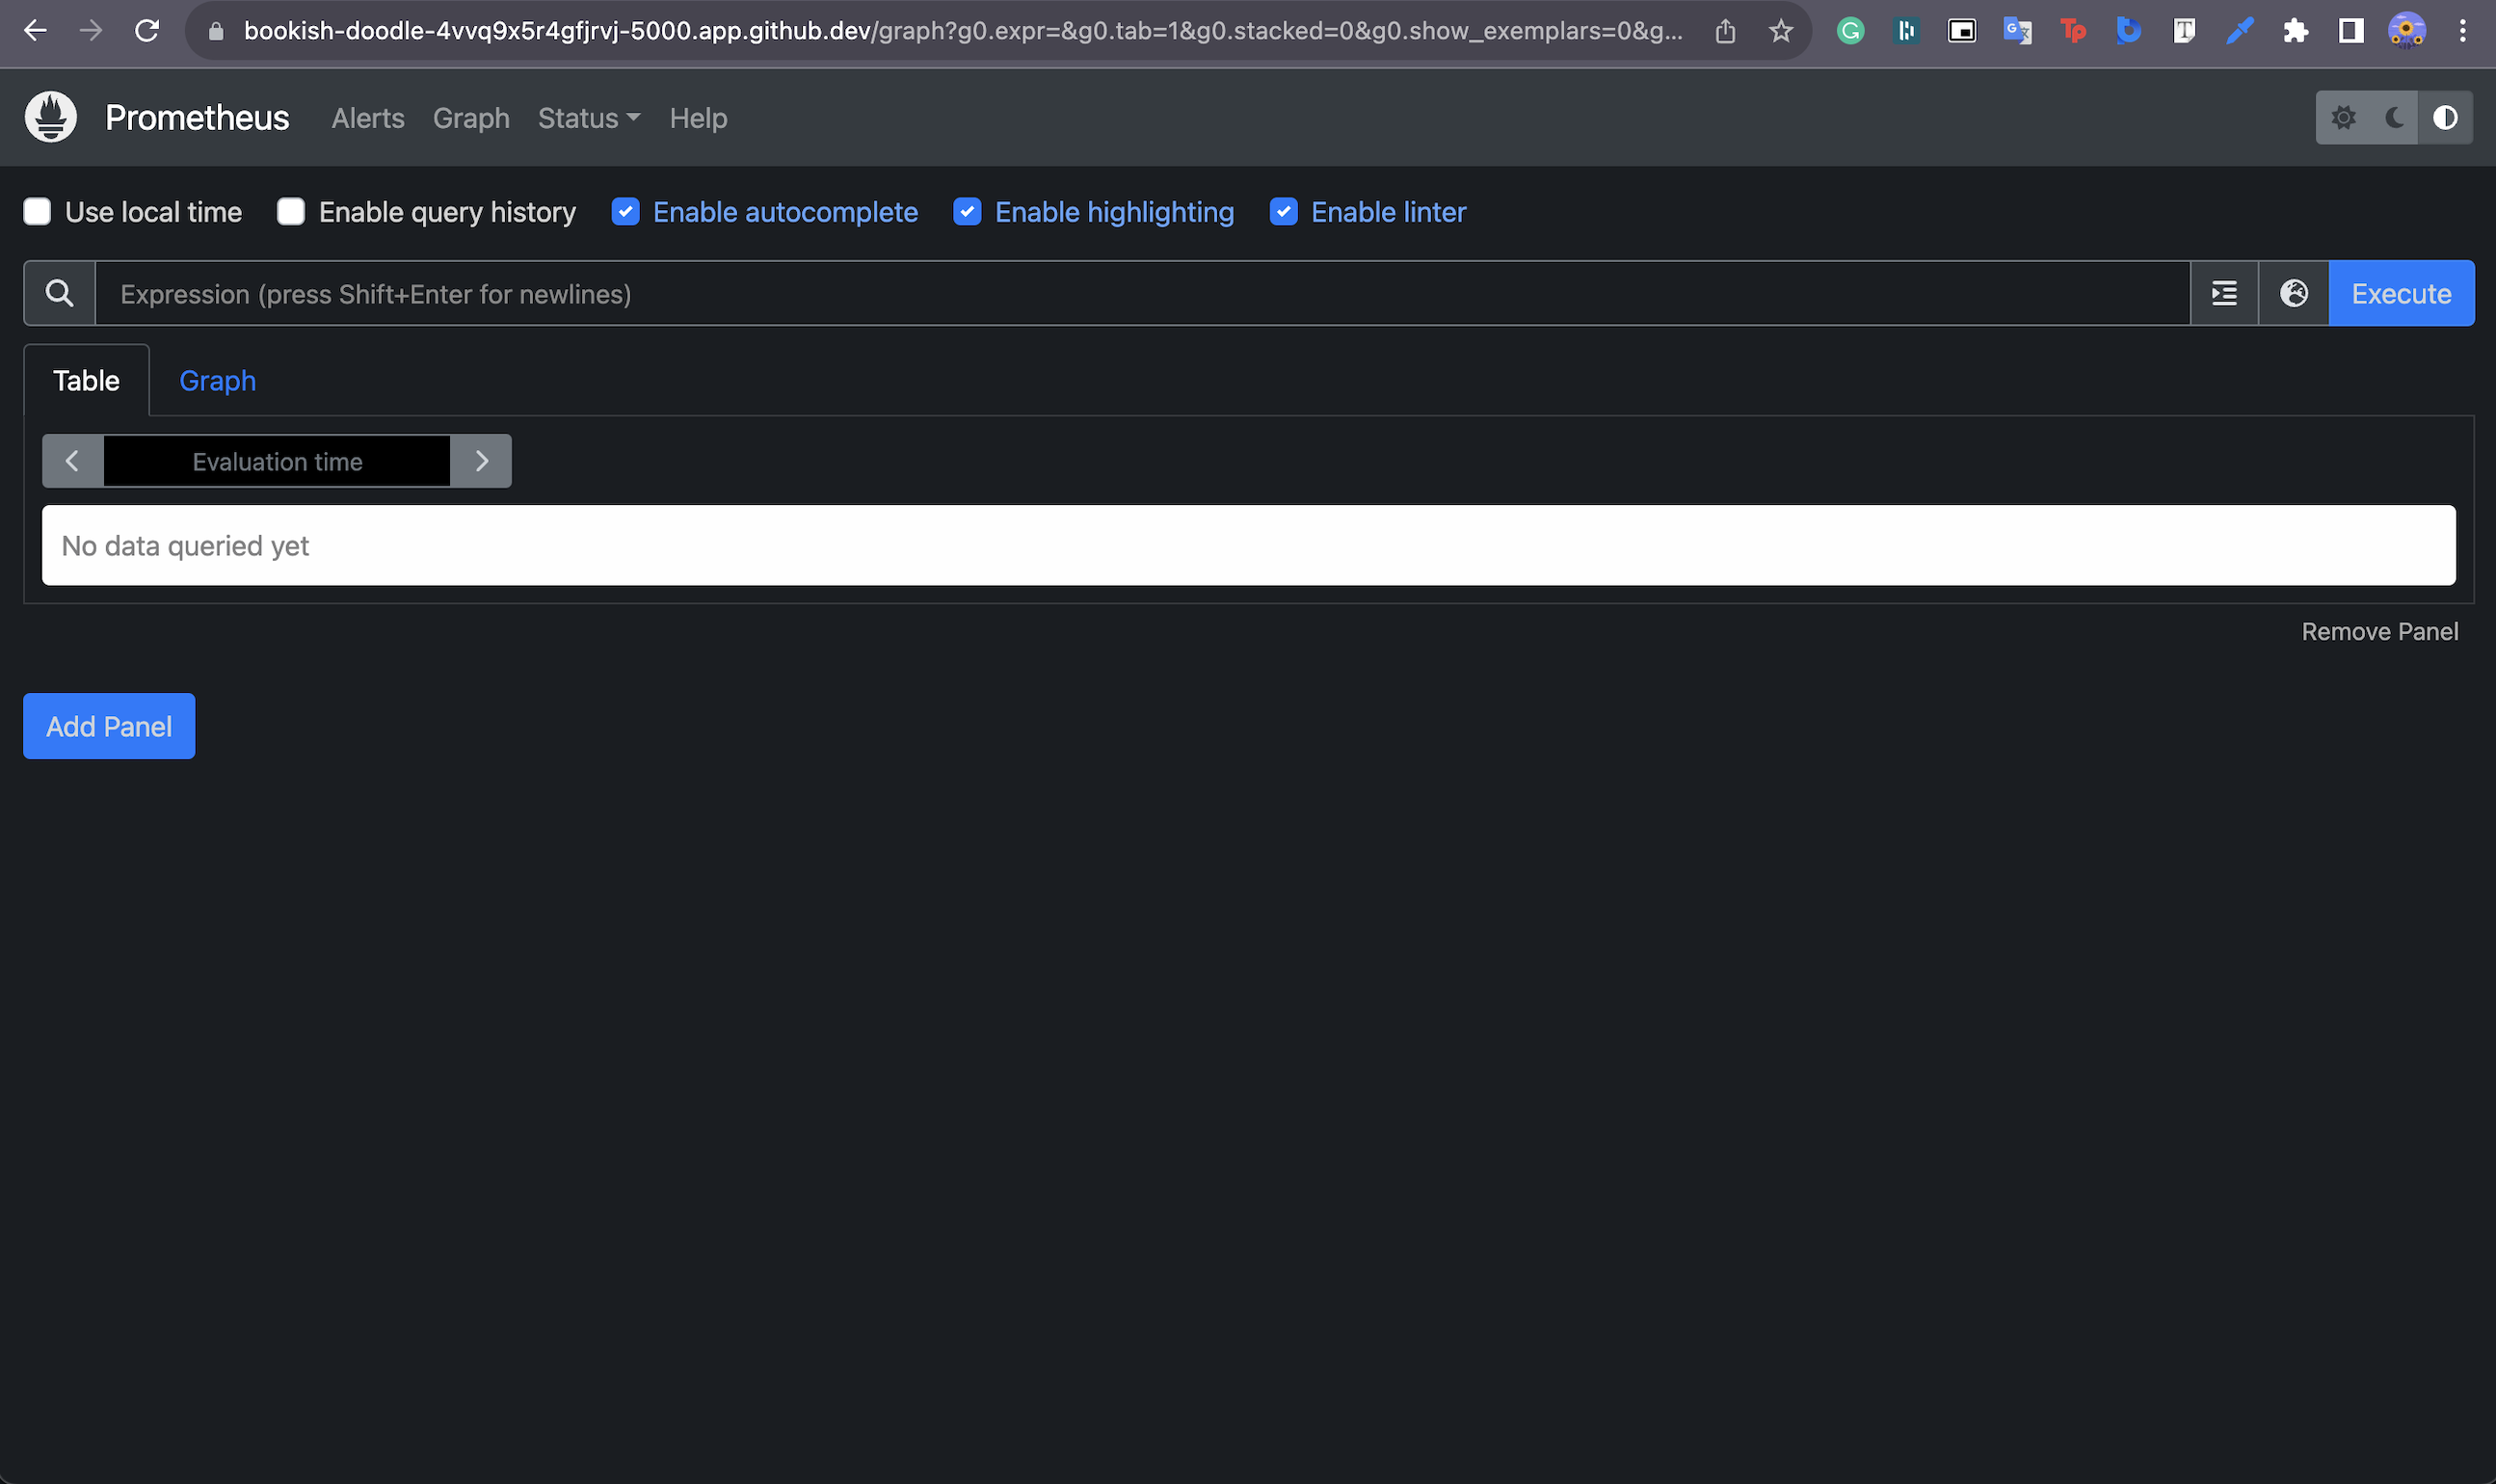 bookish-doodle-4vvq9x5r4gfjrvj-5000.app.github.dev/graph?g0.expr=&g0.tab=1&g0.stacked=0&g0.show_exemplars=0&g...
Prometheus Alerts Graph Status Help
Use local time Enable query history Enable autocomplete Enable highlighting Enable linter
Expression (press Shift+Enter for newlines) Execute
Table Graph
Evaluation time
No data queried yet
Remove Panel
Add Panel